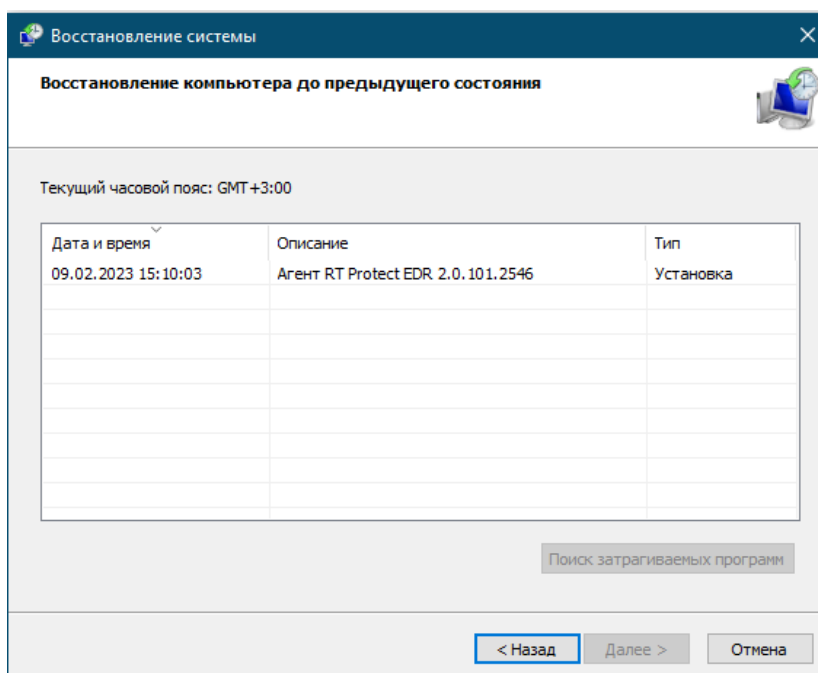 Восстановление системы
Восстановление компьютера до предыдущего состояния
Текущий часовой пояс: GMT+3:00
Дата и время Описание Тип
09.02.2023 15:10:03 Агент RT Protect EDR 2.0.101.2546 Установка
Поиск затрагиваемых программ
< Назад Далее > Отмена